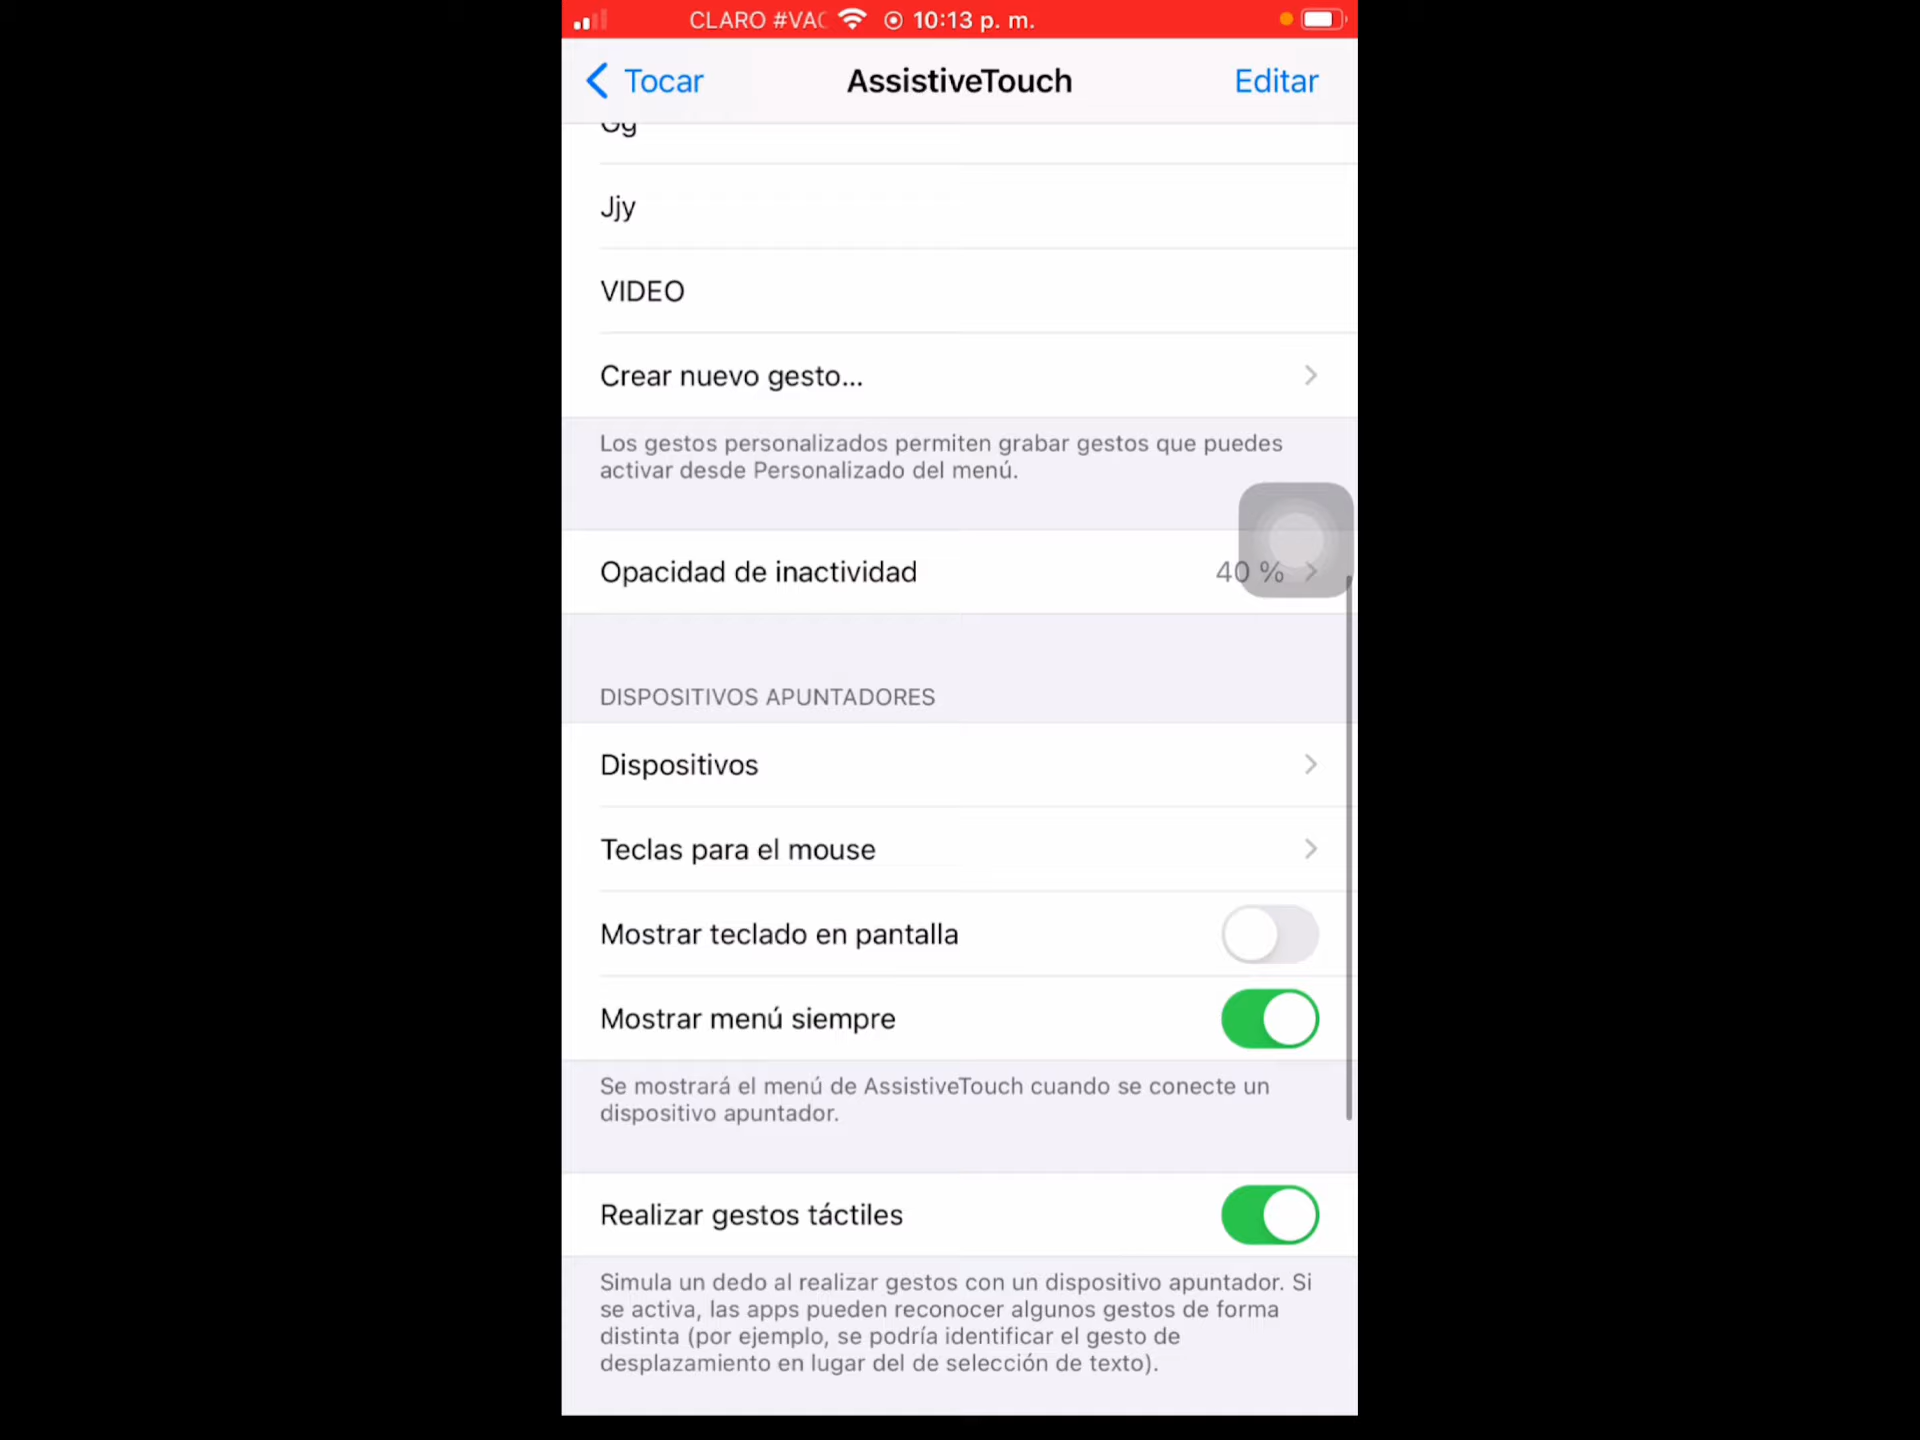 CLARO #VAC 10:13 p. m.
Tocar AssistiveTouch Editar
Gg
Jjy
VIDEO
Crear nuevo gesto...
Los gestos personalizados permiten grabar gestos que puedes
activar desde Personalizado del menú.
Opacidad de inactividad 40 %
DISPOSITIVOS APUNTADORES
Dispositivos
Teclas para el mouse
Mostrar teclado en pantalla
Mostrar menú siempre
Se mostrará el menú de AssistiveTouch cuando se conecte un
dispositivo apuntador.
Realizar gestos táctiles
Simula un dedo al realizar gestos con un dispositivo apuntador. Si
se activa, las apps pueden reconocer algunos gestos de forma
distinta (por ejemplo, se podría identificar el gesto de
desplazamiento en lugar del de selección de texto).